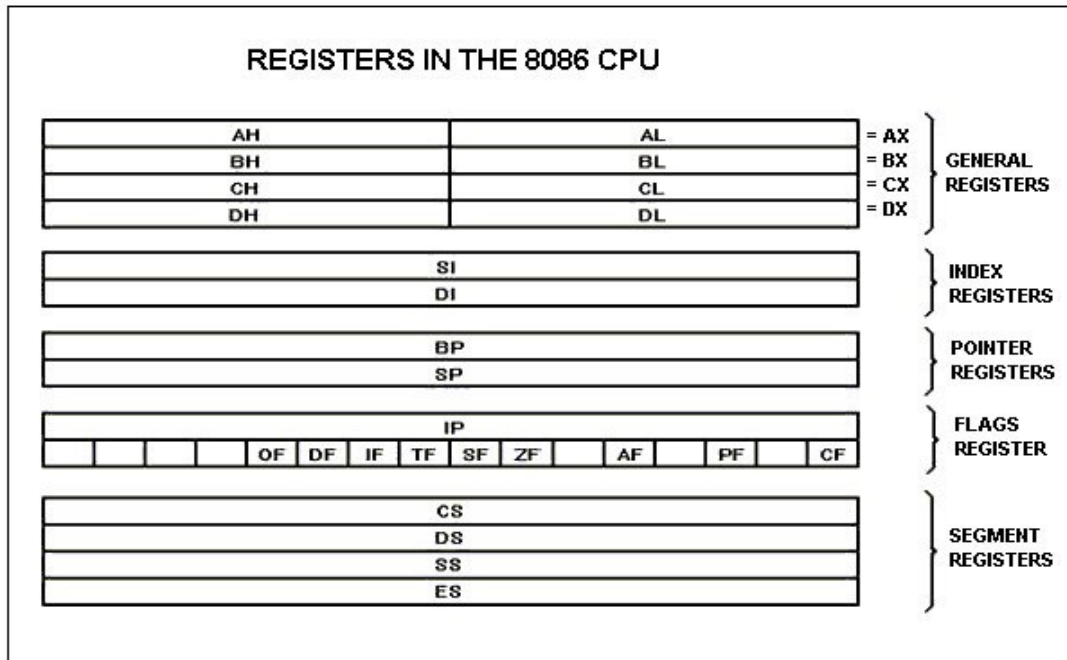 REGISTERS IN THE 8086 CPU
AH AL = AX
BH BL = BX
CH CL = CX
DH DL = DX
GENERAL
REGISTERS
SI
DI
INDEX
REGISTERS
BP
SP
POINTER
REGISTERS
IP
OF DF IF TF SF ZF AF PF CF
FLAGS
REGISTER
CS
DS
SS
ES
SEGMENT
REGISTERS